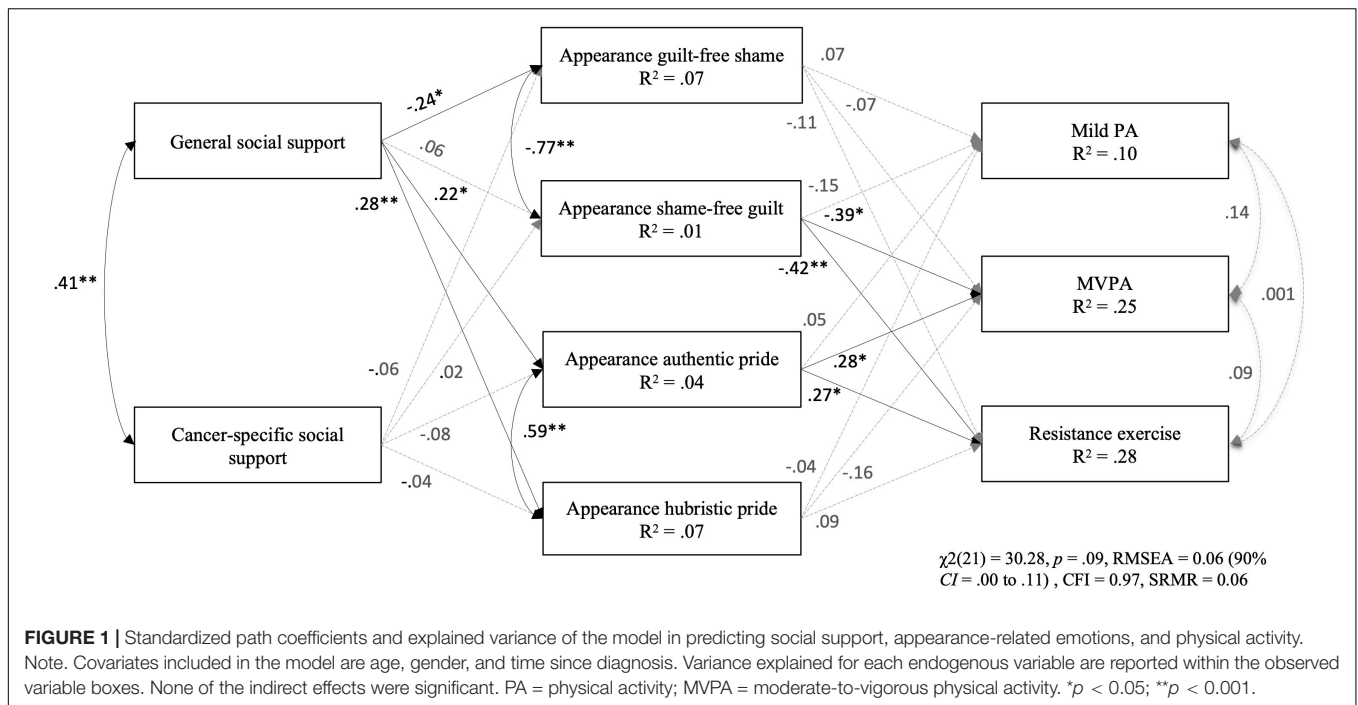 General social support
Cancer-specific social
support
.41**
-.24*
.06
.22*
.28**
-.06
.02
-.08
-.04
Appearance guilt-free shame
R² = .07
-.77**
Appearance shame-free guilt
R² = .01
Appearance authentic pride
R² = .04
.59**
Appearance hubristic pride
R² = .07
.07
-.07
-.11
-.15
-.39*
-.42**
.05
.28*
.27*
-.04
-.16
.09
Mild PA
R² = .10
MVPA
R² = .25
Resistance exercise
R² = .28
.14
.001
.09
χ2(21) = 30.28, p = .09, RMSEA = 0.06 (90%
CI = .00 to .11) , CFI = 0.97, SRMR = 0.06
FIGURE 1 | Standardized path coefficients and explained variance of the model in predicting social support, appearance-related emotions, and physical activity.
Note. Covariates included in the model are age, gender, and time since diagnosis. Variance explained for each endogenous variable are reported within the observed
variable boxes. None of the indirect effects were significant. PA = physical activity; MVPA = moderate-to-vigorous physical activity. *p < 0.05; **p < 0.001.